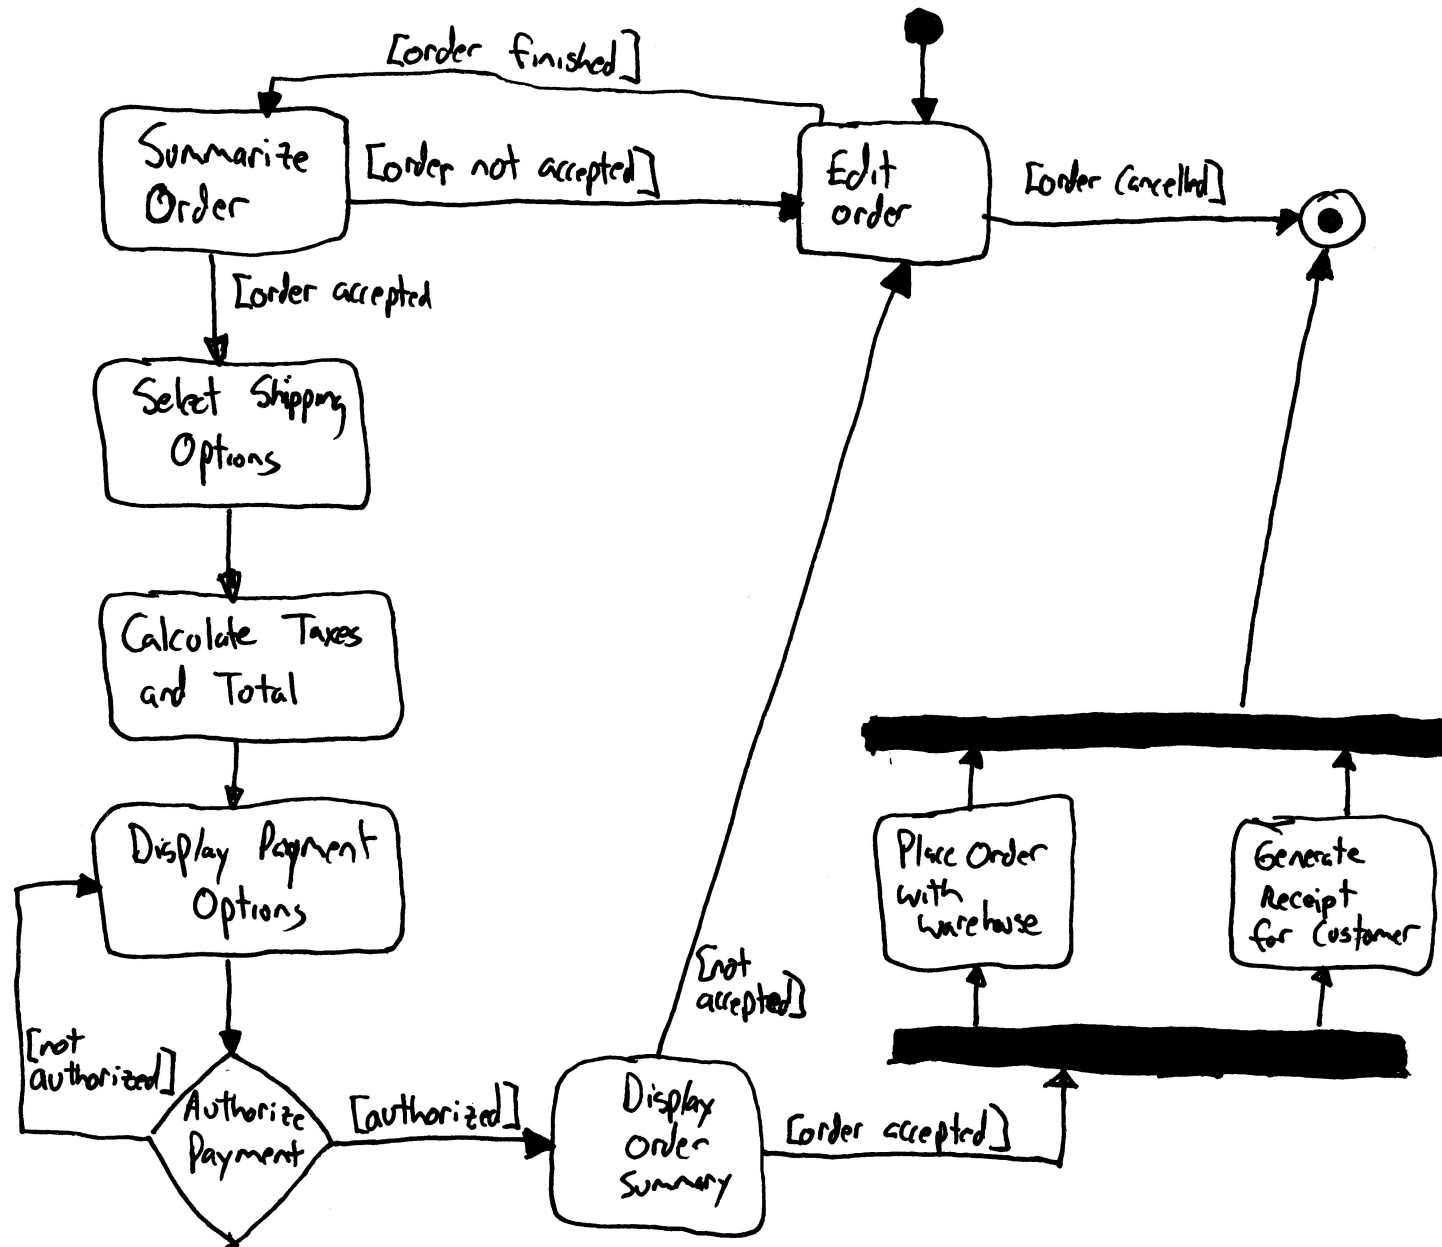 [order finished]
Summarize
Order
[order not accepted]
Edit
order
[order cancelled]
[order accepted
Select Shipping
Options
Calculate Taxes
and Total
Display Payment
Options
Place Order
with
warehouse
Generate
Receipt
for Customer
[not
accepted]
[not
authorized]
Authorize
Payment
[authorized]
Display
Order
Summary
[order accepted]